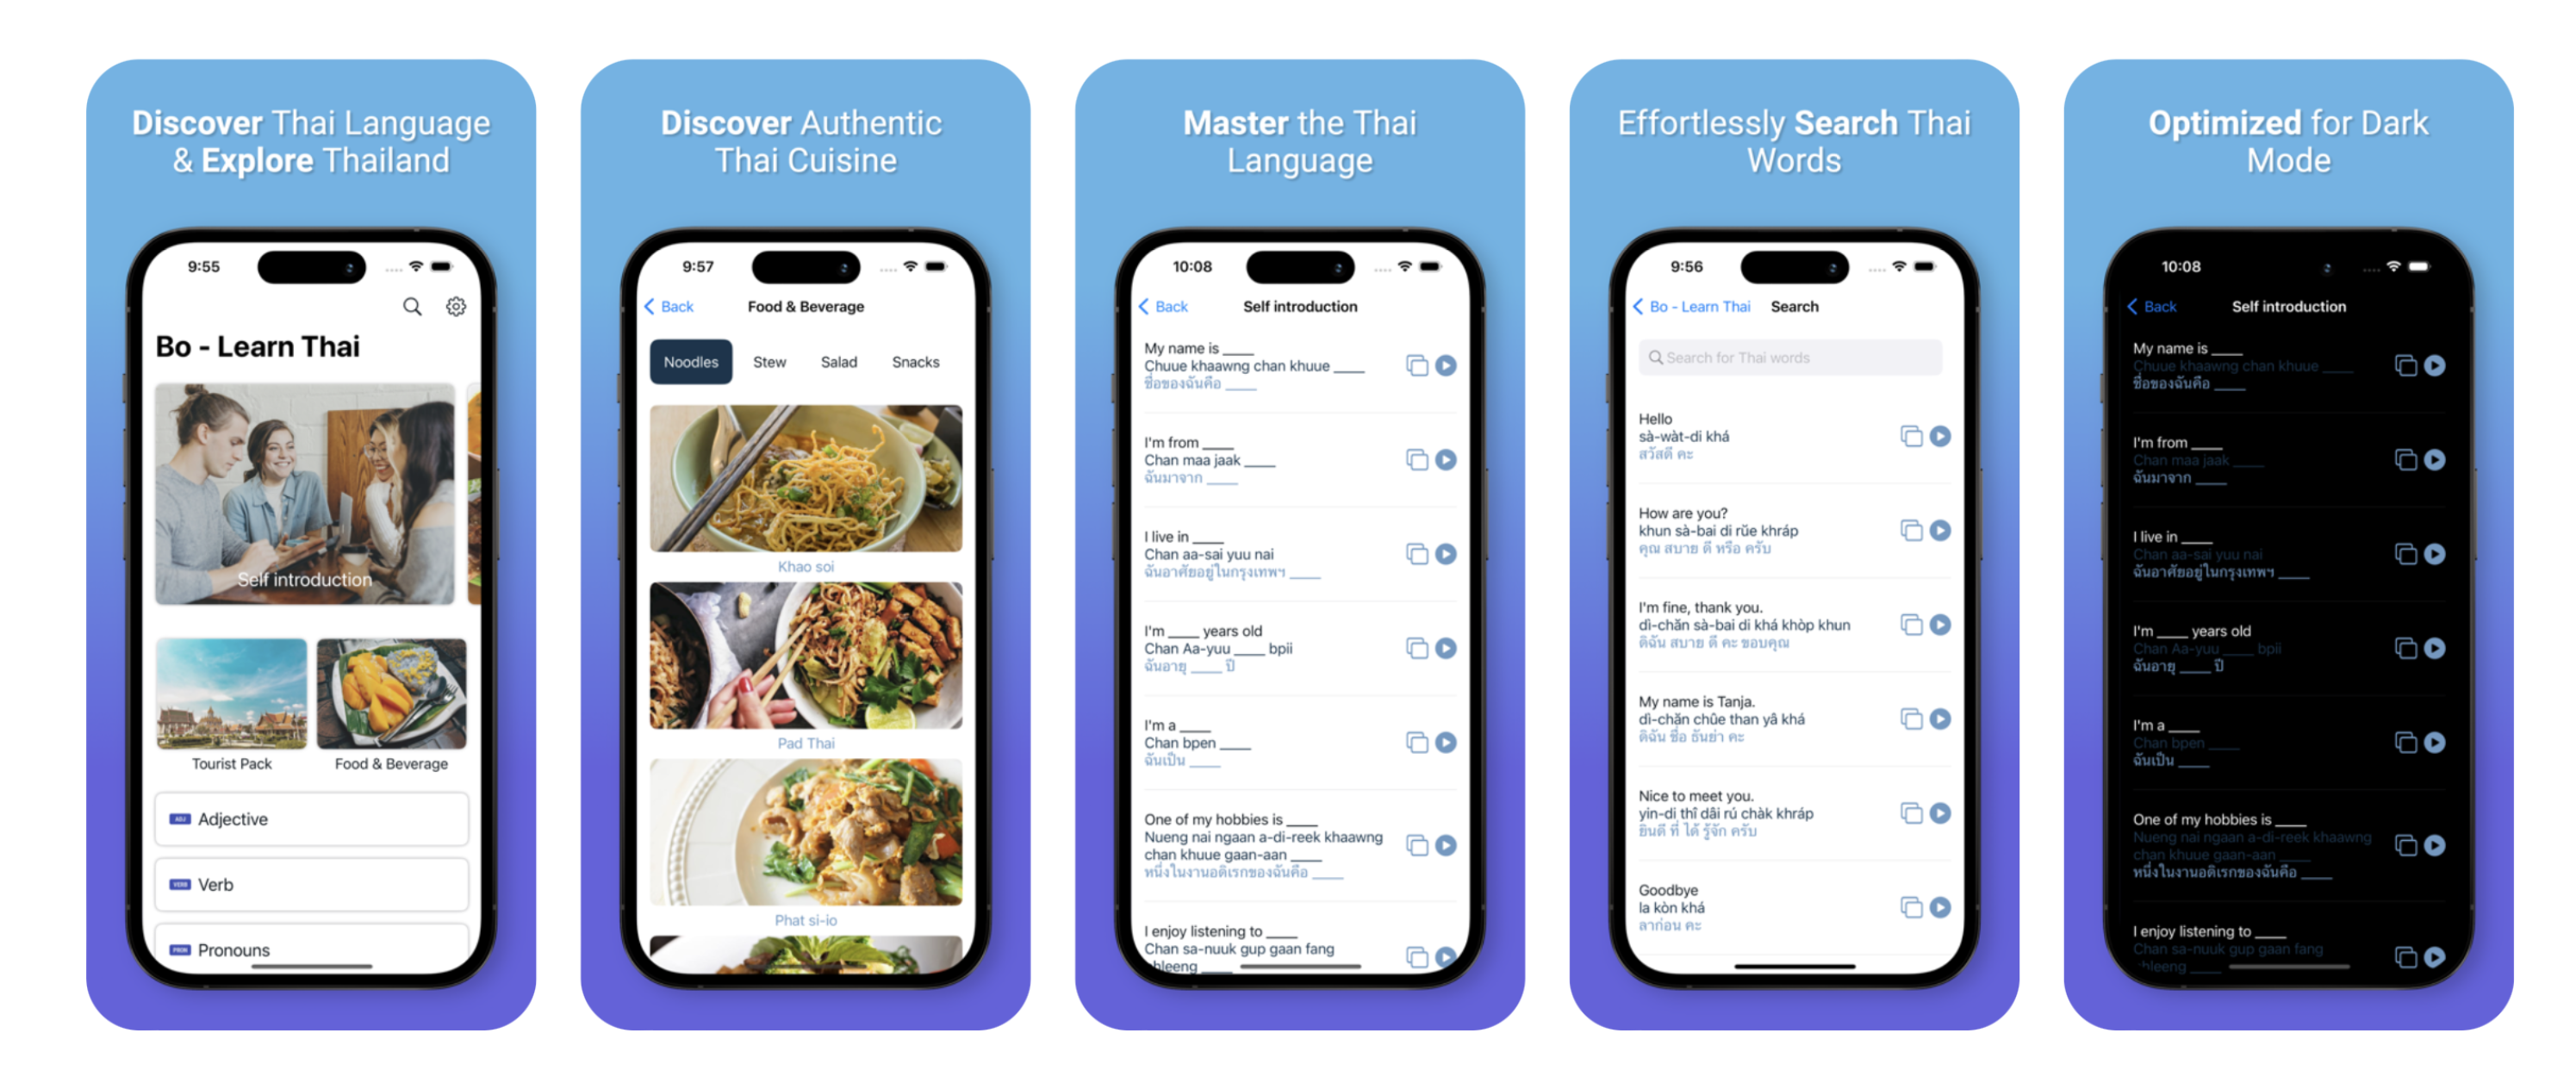 Discover Thai Language
& Explore Thailand
9:55
Bo - Learn Thai
Self introduction
Tourist Pack
Food & Beverage
ADJ
Adjective
VERB
Verb
PRON
Pronouns
Discover Authentic
Thai Cuisine
9:57
Back
Food & Beverage
Noodles
Stew
Salad
Snacks
Khao soi
Pad Thai
Phat si-io
Master the Thai
Language
10:08
Back
Self introduction
My name is ____
Chuue khaawng chan khuue ____
ชื่อของฉันคือ ____
I'm from ____
Chan maa jaak ____
ฉันมาจาก ____
I live in ____
Chan aa-sai yuu nai
ฉันอาศัยอยู่ในกรุงเทพฯ ____
I'm ____ years old
Chan Aa-yuu ____ bpii
ฉันอายุ ____ ปี
I'm a ____
Chan bpen ____
ฉันเป็น ____
One of my hobbies is ____
Nueng nai ngaan a-di-reek khaawng
chan khuue gaan-aan ____
หนึ่งในงานอดิเรกของฉันคือ ____
I enjoy listening to ____
Chan sa-nuuk gup gaan fang
hleeng ____
Effortlessly Search Thai
Words
9:56
Bo - Learn Thai
Search
Search for Thai words
Hello
sà-wàt-di khá
สวัสดี คะ
How are you?
khun sà-bai di rǔe khráp
คุณ สบาย ดี หรือ ครับ
I'm fine, thank you.
dì-chăn sà-bai di khá khòp khun
ดิฉัน สบาย ดี คะ ขอบคุณ
My name is Tanja.
dì-chăn chûe than yâ khá
ดิฉัน ชื่อ ธันย่า คะ
Nice to meet you.
yin-di thî dâi rú chàk khráp
ยินดี ที่ ได้ รู้จัก ครับ
Goodbye
la kòn khá
ลาก่อน คะ
Optimized for Dark
Mode
10:08
Back
Self introduction
My name is ____
Chuue khaawng chan khuue ____
ชื่อของฉันคือ ____
I'm from ____
Chan maa jaak ____
ฉันมาจาก ____
I live in ____
Chan aa-sai yuu nai
ฉันอาศัยอยู่ในกรุงเทพฯ ____
I'm ____ years old
Chan Aa-yuu ____ bpii
ฉันอายุ ____ ปี
I'm a ____
Chan bpen ____
ฉันเป็น ____
One of my hobbies is ____
Nueng nai ngaan a-di-reek khaawng
chan khuue gaan-aan ____
หนึ่งในงานอดิเรกของฉันคือ ____
I enjoy listening to ____
Chan sa-nuuk gup gaan fang
hleeng ____